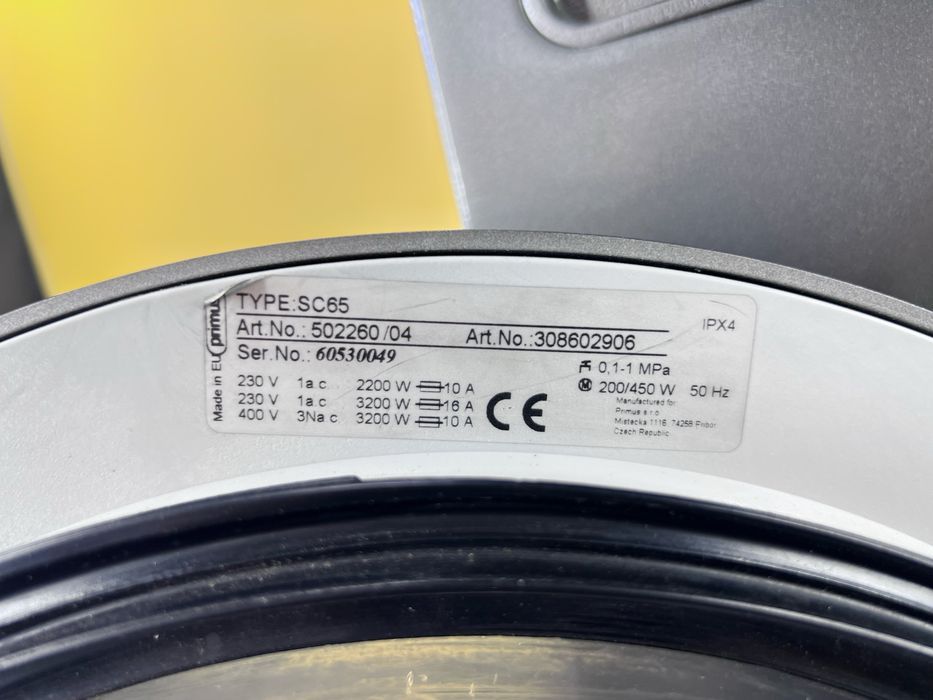 TYPE:SC65
IPX4
Art.No.: 502260/04 Art.No.:308602906
Ser.No.: 60530049
Made in EU primus
230 V 1a.c 2200 W 10 A
230 V 1a.c 3200 W 16 A
400 V 3Na c 3200 W 10 A
CE
0,1-1 MPa
M 200/450 W 50 Hz
Manufactured for
Primus s r o
Mistecka 1116, 74258 Pribor
Czech Republic